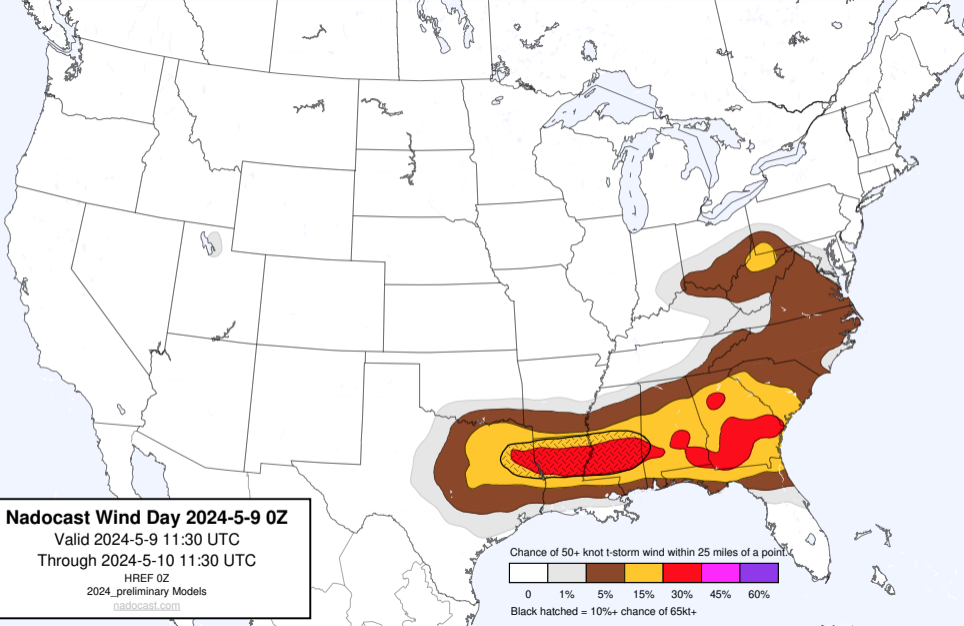 Nadocast Wind Day 2024-5-9 0Z
Valid 2024-5-9 11:30 UTC
Through 2024-5-10 11:30 UTC
HREF 0Z
2024_preliminary Models
nadocast.com
Chance of 50+ knot t-storm wind within 25 miles of a point.
0 1% 5% 15% 30% 45% 60%
Black hatched = 10%+ chance of 65kt+